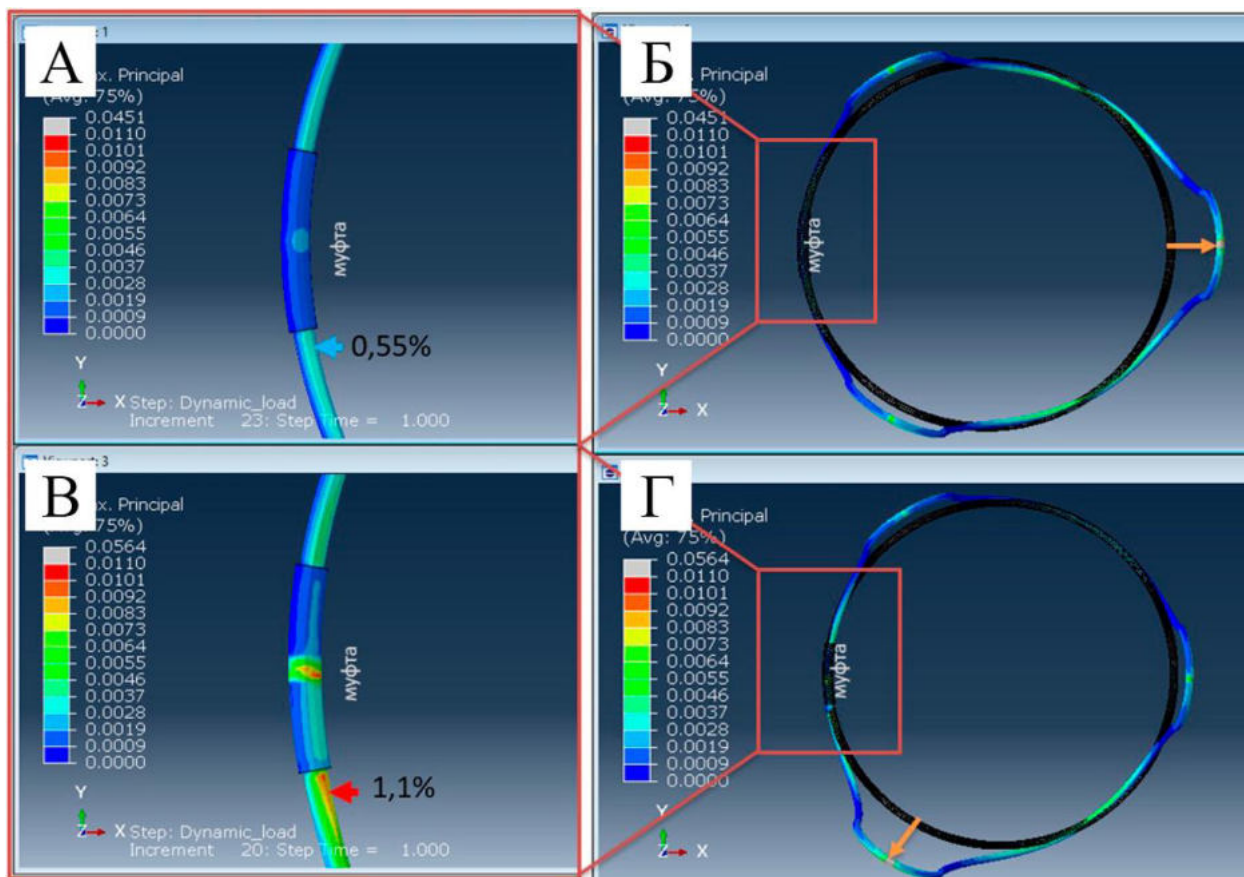 А
: 1
x. Principal
(Avg: 75%)
0.0451
0.0110
0.0101
0.0092
0.0083
0.0073
0.0064
0.0055
0.0046
0.0037
0.0028
0.0019
0.0009
0.0000
муфта
0,55%
Y
Z X
Step: Dynamic_load
Increment 23: Step Time = 1.000
Б
Principal
75%)
0.0451
0.0110
0.0101
0.0092
0.0083
0.0073
0.0064
0.0055
0.0046
0.0037
0.0028
0.0019
0.0009
0.0000
муфта
Y
Z X
В
: 3
x. Principal
(Avg: 75%)
0.0564
0.0110
0.0101
0.0092
0.0083
0.0073
0.0064
0.0055
0.0046
0.0037
0.0028
0.0019
0.0009
0.0000
муфта
1,1%
Y
Z X
Step: Dynamic_load
Increment 20: Step Time = 1.000
Г
Principal
(Avg: 75%)
0.0564
0.0110
0.0101
0.0092
0.0083
0.0073
0.0064
0.0055
0.0046
0.0037
0.0028
0.0019
0.0000
муфта
Y
Z X